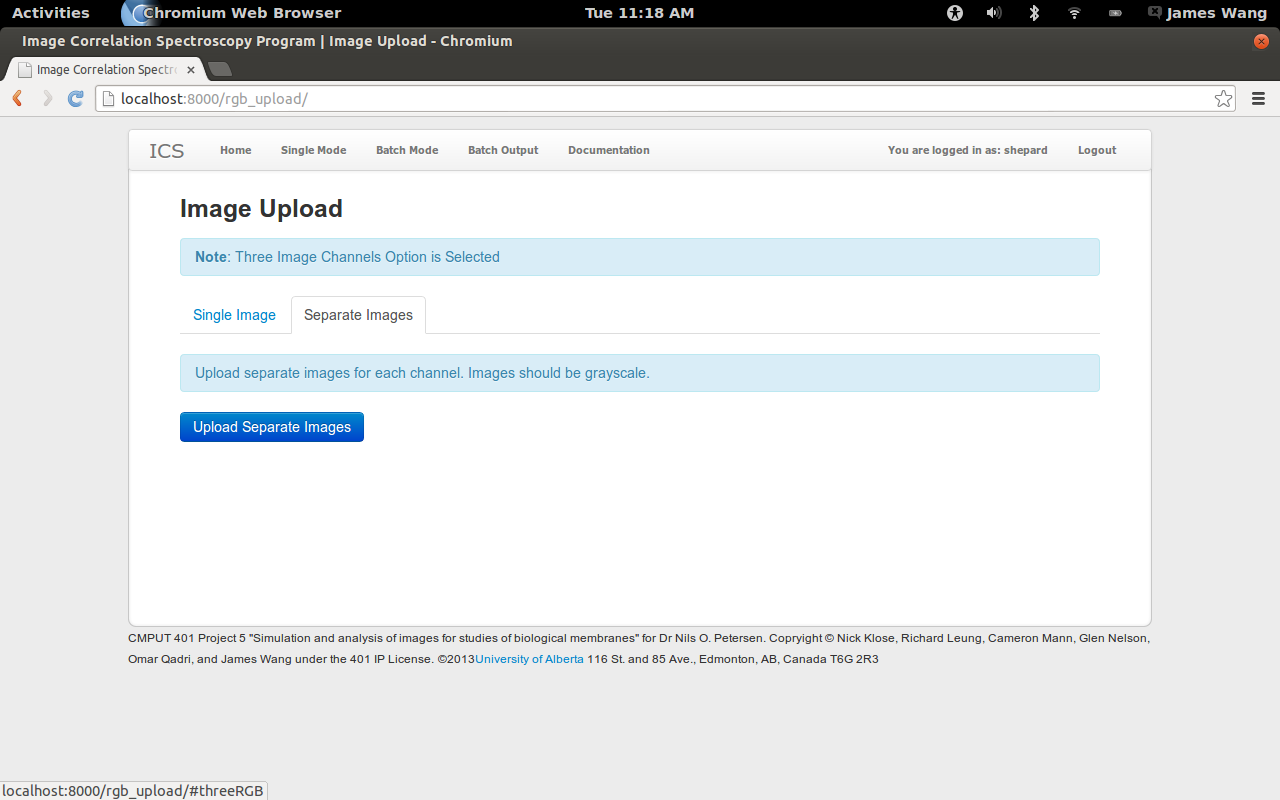 Activities Chromium Web Browser Tue 11:18 AM James Wang
Image Correlation Spectroscopy Program | Image Upload - Chromium
Image Correlation Spectr
localhost:8000/rgb_upload/
ICS Home Single Mode Batch Mode Batch Output Documentation You are logged in as: shepard Logout
Image Upload
Note: Three Image Channels Option is Selected
Single Image Separate Images
Upload separate images for each channel. Images should be grayscale.
Upload Separate Images
CMPUT 401 Project 5 "Simulation and analysis of images for studies of biological membranes" for Dr Nils O. Petersen. Copryight © Nick Klose, Richard Leung, Cameron Mann, Glen Nelson,
Omar Qadri, and James Wang under the 401 IP License. ©2013University of Alberta 116 St. and 85 Ave., Edmonton, AB, Canada T6G 2R3
localhost:8000/rgb_upload/#threeRGB